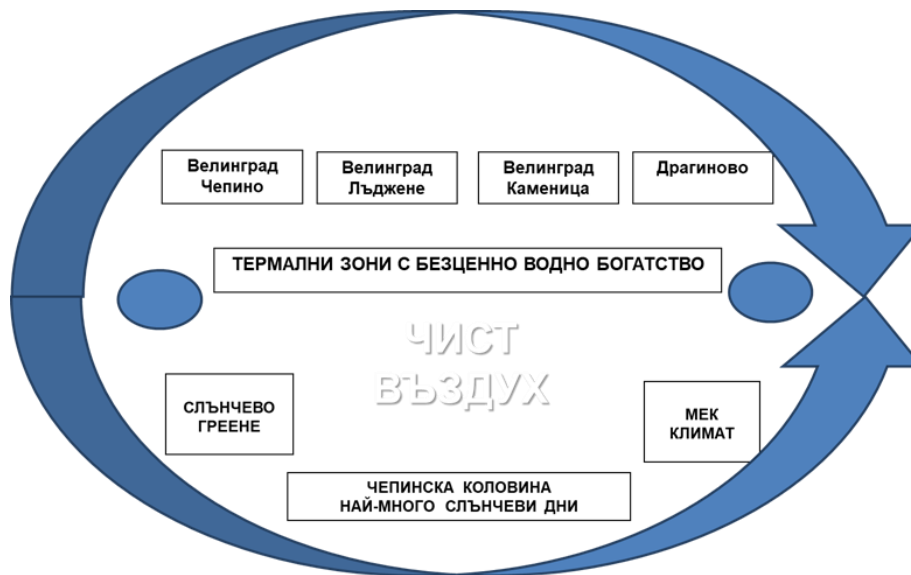 Велинград
Чепино
Велинград
Лъджене
Велинград
Каменица
Драгиново
ТЕРМАЛНИ ЗОНИ С БЕЗЦЕННО ВОДНО БОГАТСТВО
ЧИСТ
ВЪЗДУХ
СЛЪНЧЕВО
ГРЕЕНЕ
МЕК
КЛИМАТ
ЧЕПИНСКА КОЛОВИНА
НАЙ-МНОГО СЛЪНЧЕВИ ДНИ